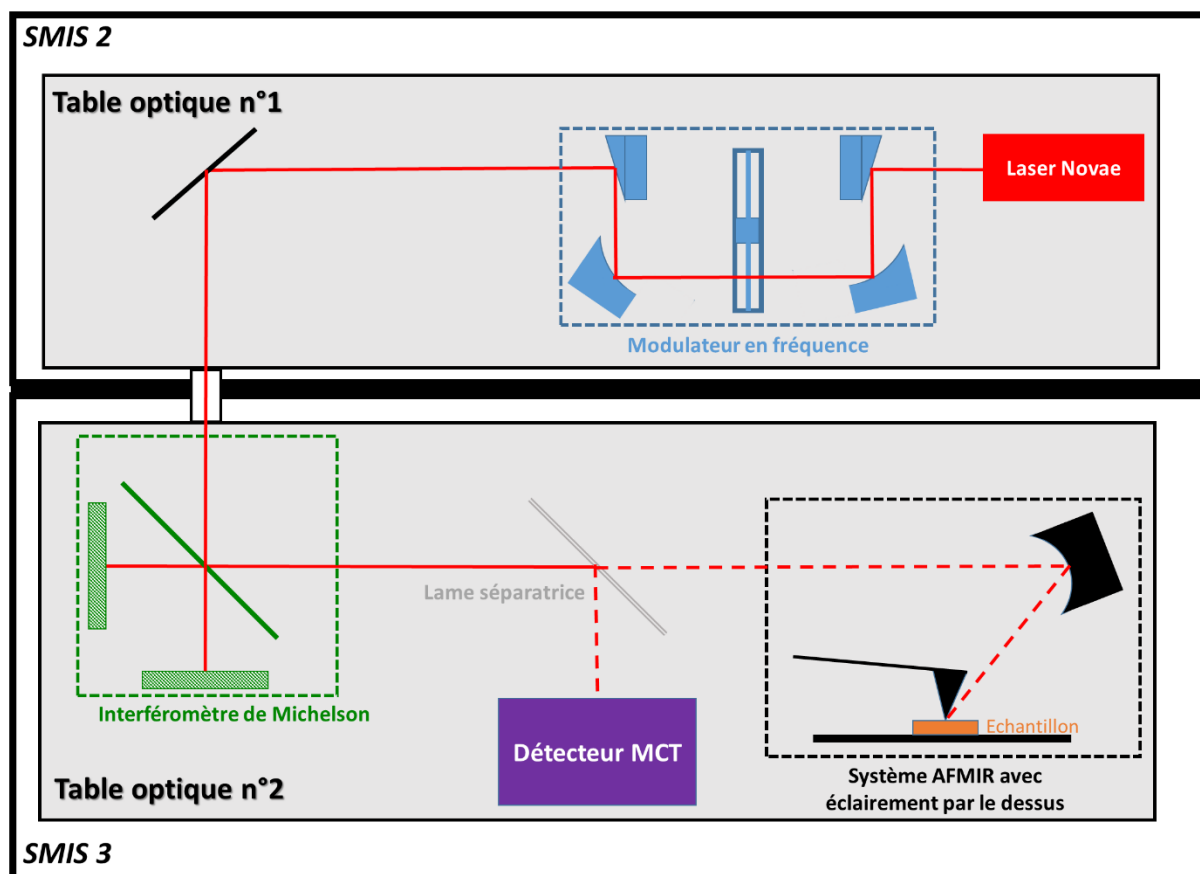 SMIS 2
Table optique n°1
Laser Novae
Modulateur en fréquence
Lame séparatrice
Interféromètre de Michelson
Détecteur MCT
Echantillon
Système AFMIR avec
éclairement par le dessus
Table optique n°2
SMIS 3